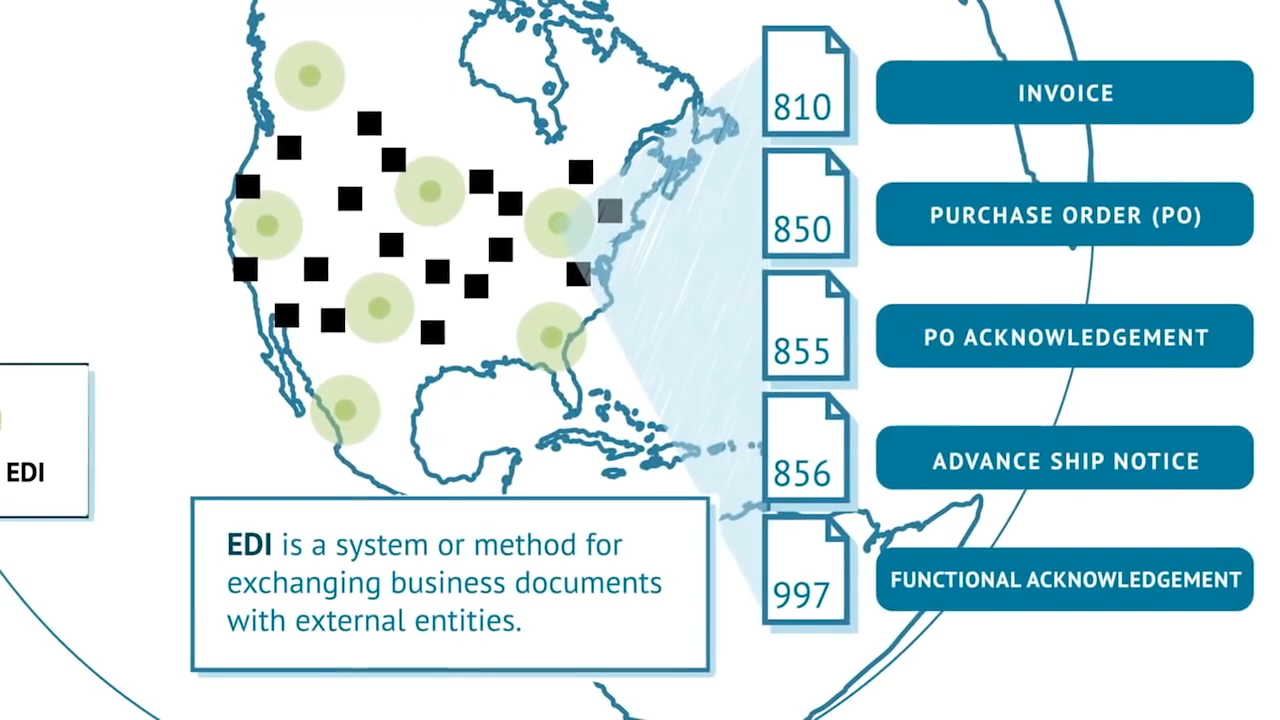 810
INVOICE
850
PURCHASE ORDER (PO)
855
PO ACKNOWLEDGEMENT
856
ADVANCE SHIP NOTICE
997
FUNCTIONAL ACKNOWLEDGEMENT
EDI
EDI is a system or method for
exchanging business documents
with external entities.